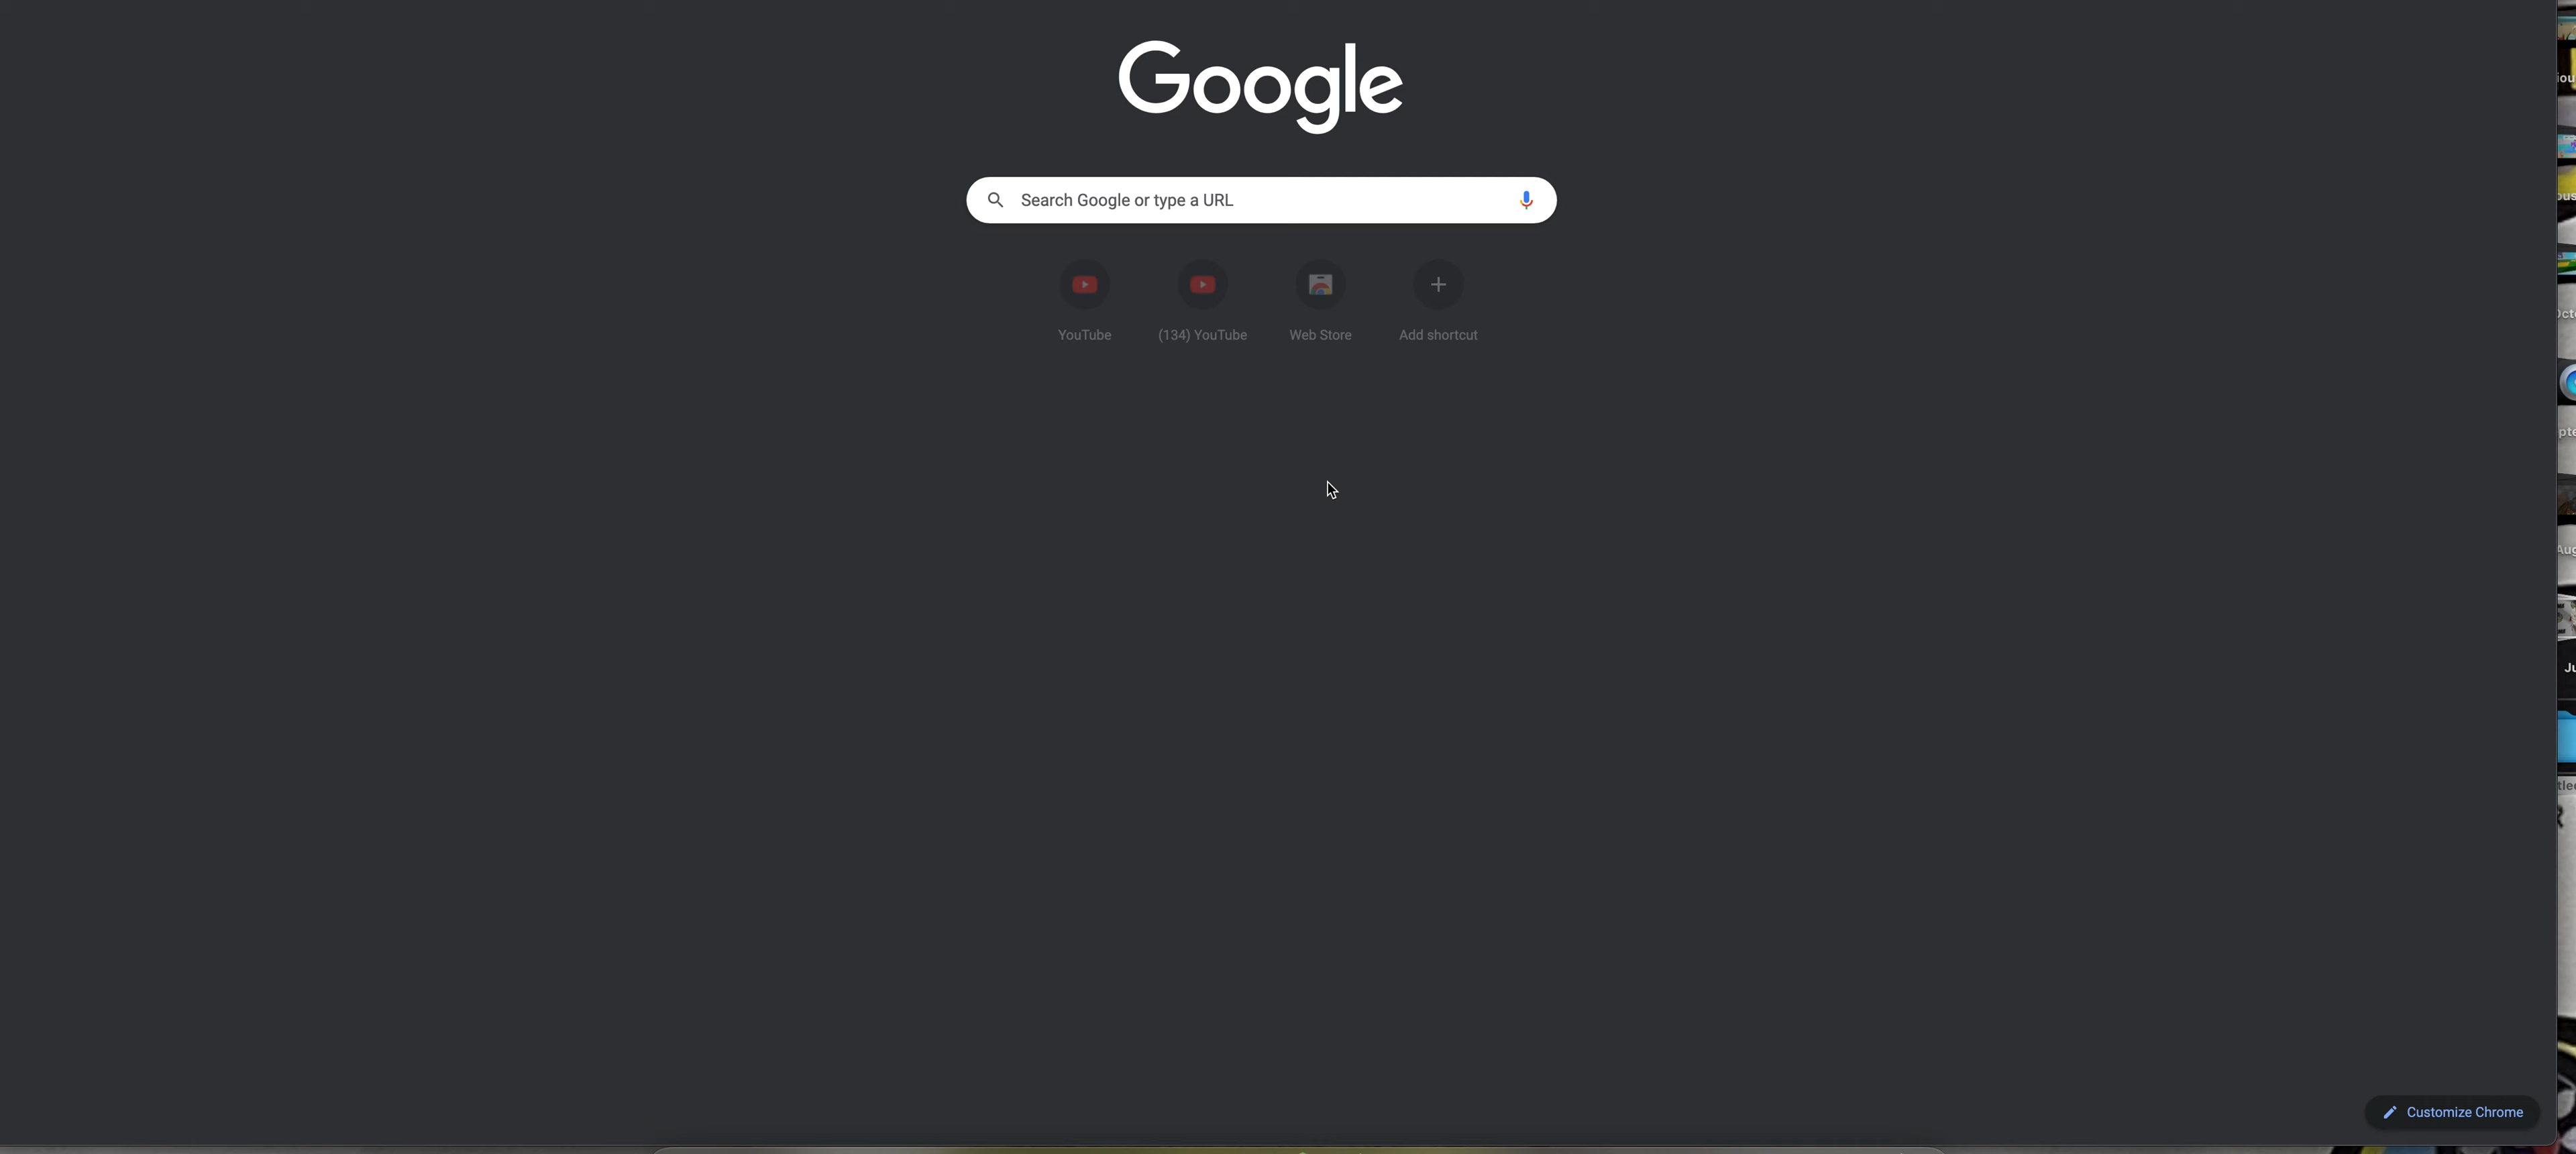 Google
Search Google or type a URL
YouTube
(134) YouTube
Web Store
Add shortcut
Customize Chrome